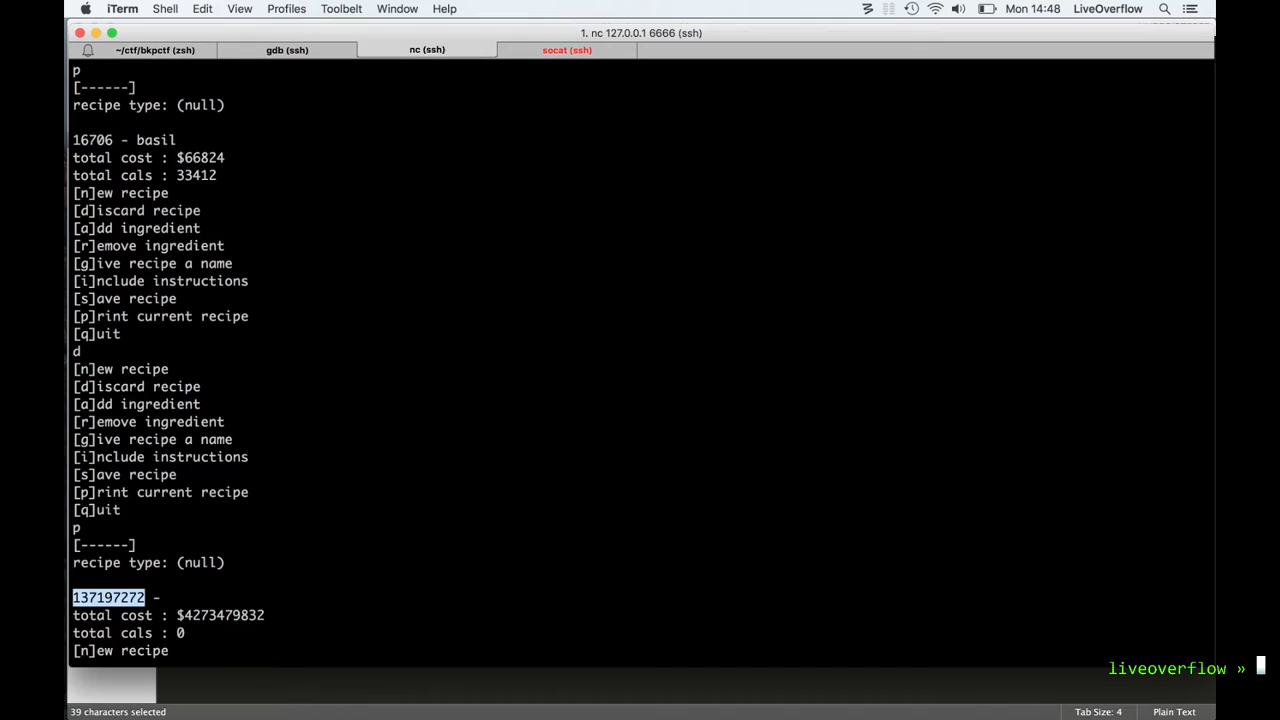 iTerm Shell Edit View Profiles Toolbelt Window Help Mon 14:48 LiveOverflow
1. nc 127.0.0.1 6666 (ssh)
~/ctf/bkpctf (zsh) gdb (ssh) nc (ssh) socat (ssh)
p
[------]
recipe type: (null)
16706 - basil
total cost : $66824
total cals : 33412
[n]ew recipe
[d]iscard recipe
[a]dd ingredient
[r]emove ingredient
[g]ive recipe a name
[i]nclude instructions
[s]ave recipe
[p]rint current recipe
[q]uit
d
[n]ew recipe
[d]iscard recipe
[a]dd ingredient
[r]emove ingredient
[g]ive recipe a name
[i]nclude instructions
[s]ave recipe
[p]rint current recipe
[q]uit
p
[------]
recipe type: (null)
137197272 -
total cost : $4273479832
total cals : 0
[n]ew recipe
liveoverflow »
39 characters selected Tab Size: 4 Plain Text